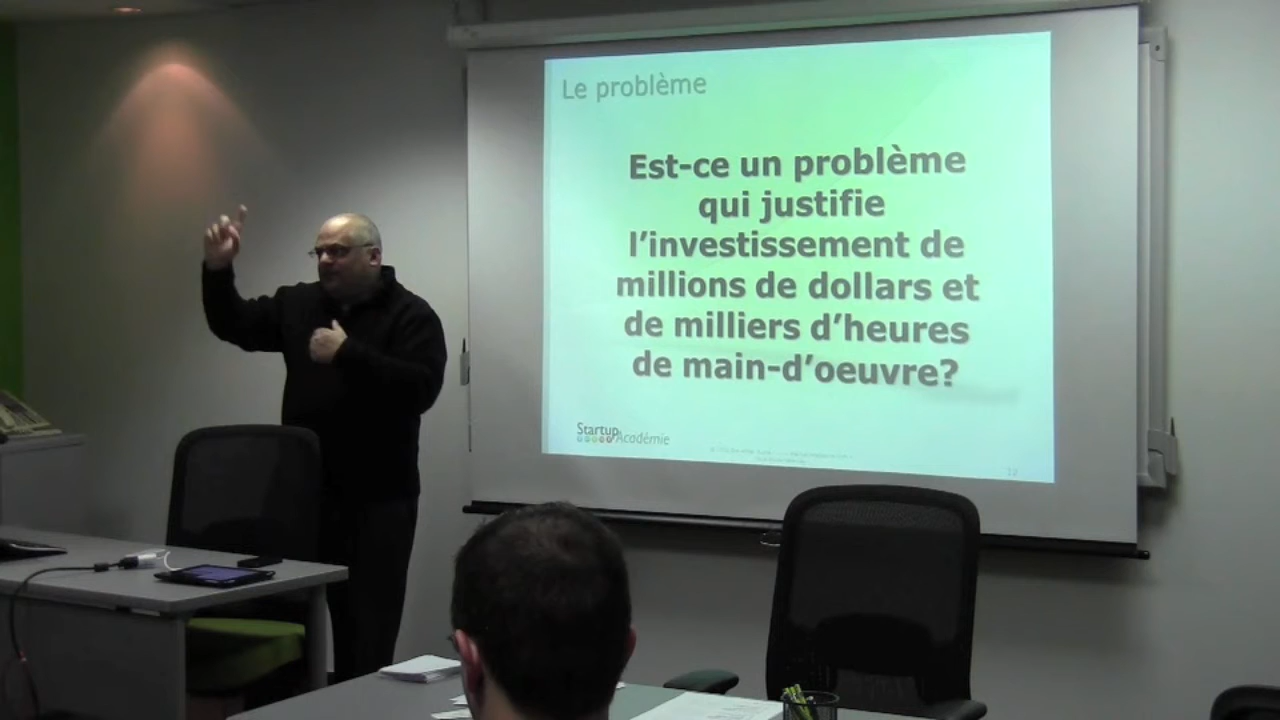 Le problème
Est-ce un problème
qui justifie
l'investissement de
millions de dollars et
de milliers d'heures
de main-d'oeuvre?
Startup
Académie
12